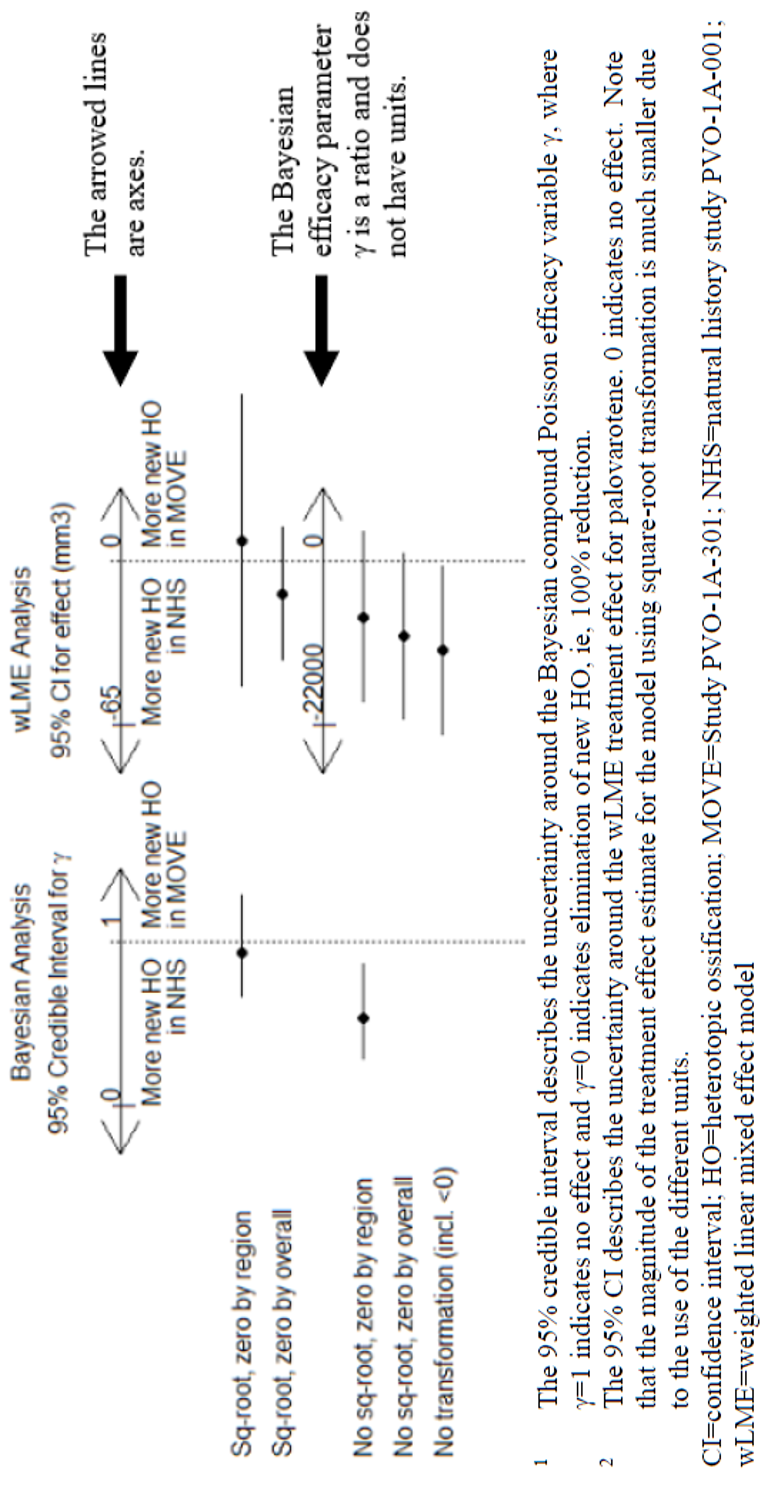 Bayesian Analysis
95% Credible Interval for γ
0 1
More new HO in NHS
More new HO in MOVE
wLME Analysis
95% CI for effect (mm3)
-65 0
More new HO in NHS
More new HO in MOVE
The arrowed lines
are axes.
Sq-root, zero by region
Sq-root, zero by overall
-22000 0
The Bayesian
efficacy parameter
γ is a ratio and does
not have units.
No sq-root, zero by region
No sq-root, zero by overall
No transformation (incl. <0)
1 The 95% credible interval describes the uncertainty around the Bayesian compound Poisson efficacy variable γ, where
γ=1 indicates no effect and γ=0 indicates elimination of new HO, ie, 100% reduction.
2 The 95% CI describes the uncertainty around the wLME treatment effect for palovarotene. 0 indicates no effect. Note
that the magnitude of the treatment effect estimate for the model using square-root transformation is much smaller due
to the use of the different units.
CI=confidence interval; HO=heterotopic ossification; MOVE=Study PVO-1A-301; NHS=natural history study PVO-1A-001;
wLME=weighted linear mixed effect model